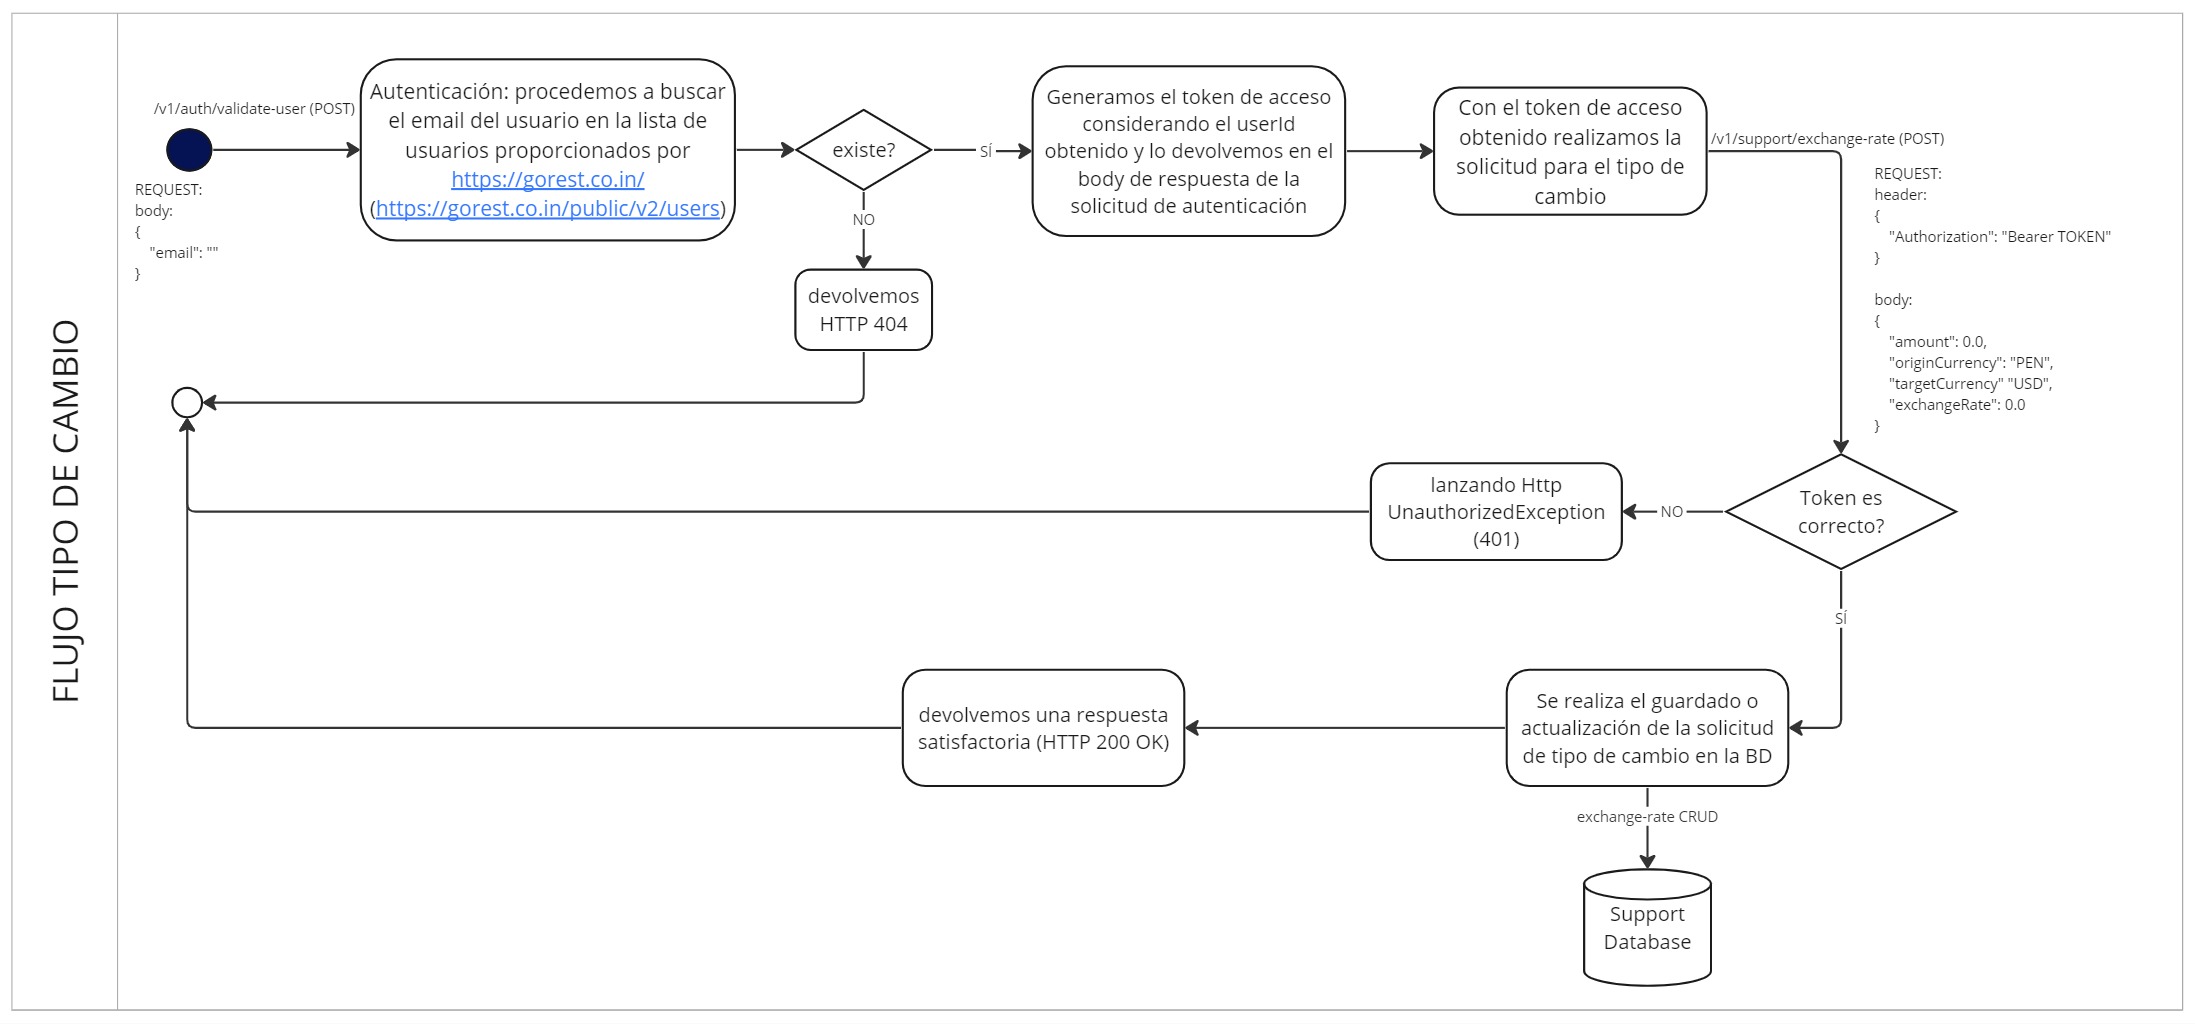 FLUJO TIPO DE CAMBIO
/v1/auth/validate-user (POST)
REQUEST:
body:
{
"email": ""
}
Autenticación: procedemos a buscar
el email del usuario en la lista de
usuarios proporcionados por
https://gorest.co.in/
(https://gorest.co.in/public/v2/users)
existe?
SÍ
NO
devolvemos
HTTP 404
Generamos el token de acceso
considerando el userId
obtenido y lo devolvemos en el
body de respuesta de la
solicitud de autenticación
Con el token de acceso
obtenido realizamos la
solicitud para el tipo de
cambio
/v1/support/exchange-rate (POST)
REQUEST:
header:
{
"Authorization": "Bearer TOKEN"
}
body:
{
"amount": 0.0,
"originCurrency": "PEN",
"targetCurrency" "USD",
"exchangeRate": 0.0
}
Token es
correcto?
NO
lanzando Http
UnauthorizedException
(401)
SÍ
Se realiza el guardado o
actualización de la solicitud
de tipo de cambio en la BD
devolvemos una respuesta
satisfactoria (HTTP 200 OK)
exchange-rate CRUD
Support
Database